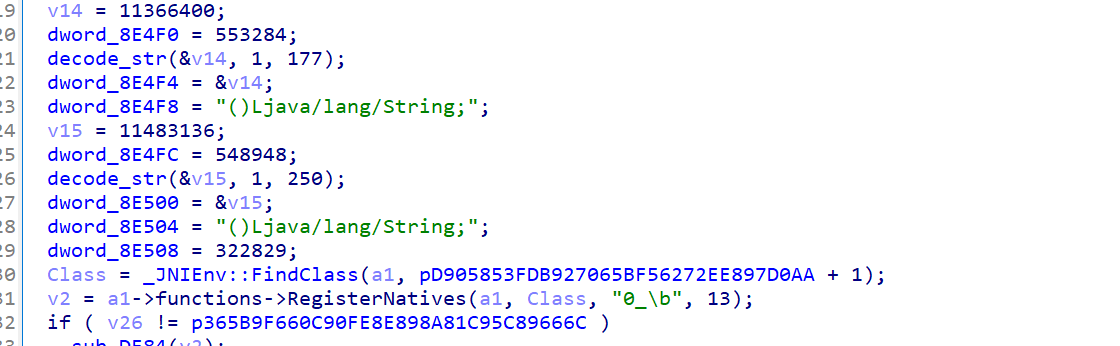 19 v14 = 11366400;
20 dword_8E4F0 = 553284;
21 decode_str(&v14, 1, 177);
22 dword_8E4F4 = &v14;
23 dword_8E4F8 = "()Ljava/lang/String;";
24 v15 = 11483136;
25 dword_8E4FC = 548948;
26 decode_str(&v15, 1, 250);
27 dword_8E500 = &v15;
28 dword_8E504 = "()Ljava/lang/String;";
29 dword_8E508 = 322829;
30 Class = _JNIEnv::FindClass(a1, pD905853FDB927065BF56272EE897D0AA + 1);
31 v2 = a1->functions->RegisterNatives(a1, Class, "0_\b", 13);
32 if ( v26 != p365B9F660C90FE8E898A81C95C89666C )
33 sub_DE84(v2);